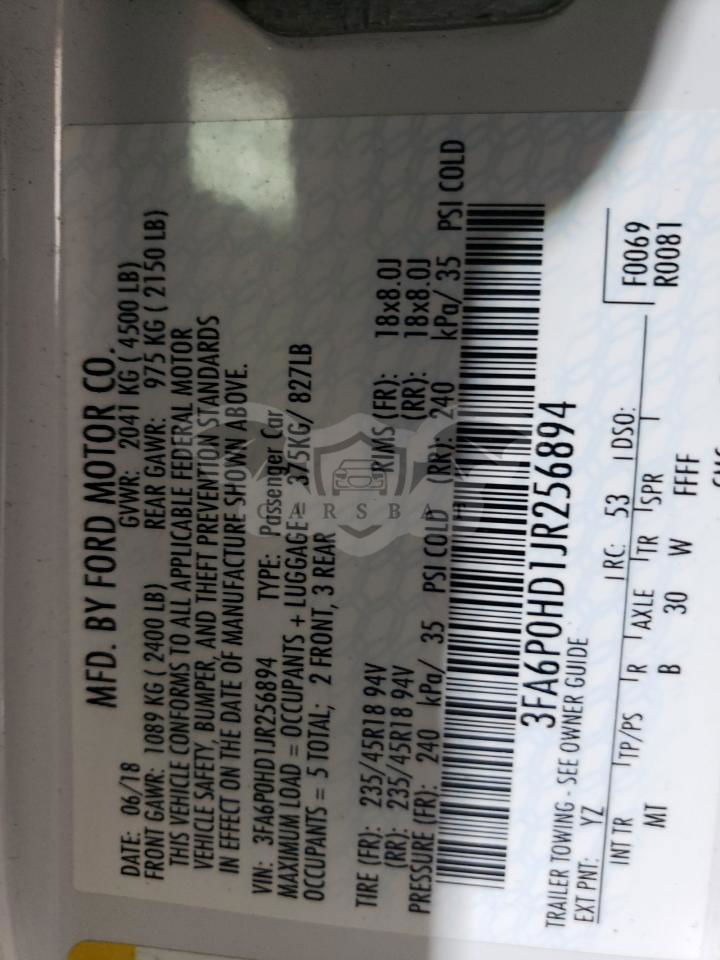 MFD. BY FORD MOTOR CO.
DATE: 06/18 GVWR: 2041 KG ( 4500 LB)
FRONT GAWR: 1089 KG ( 2400 LB) REAR GAWR: 975 KG ( 2150 LB)
THIS VEHICLE CONFORMS TO ALL APPLICABLE FEDERAL MOTOR
VEHICLE SAFETY, BUMPER, AND THEFT PREVENTION STANDARDS
IN EFFECT ON THE DATE OF MANUFACTURE SHOWN ABOVE.
VIN: 3FA6P0HD1JR256894 TYPE: Passenger Car
MAXIMUM LOAD = OCCUPANTS + LUGGAGE = 375KG/ 827LB
OCCUPANTS = 5 TOTAL; 2 FRONT, 3 REAR
TIRE (FR): 235/45R18 94V RIMS (FR): 18x8.0J
(RR): 235/45R18 94V (RR): 18x8.0J
PRESSURE (FR): 240 kPa/ 35 PSI COLD (RR): 240 kPa/ 35 PSI COLD
3FA6P0HD1JR256894
TRAILER TOWING - SEE OWNER GUIDE
F0069
R0081
EXT PNT: YZ RC: 53 DSO:
INT TR TP/PS R AXLE TR SPR
MT B 30 W FFFF
CARSBAT